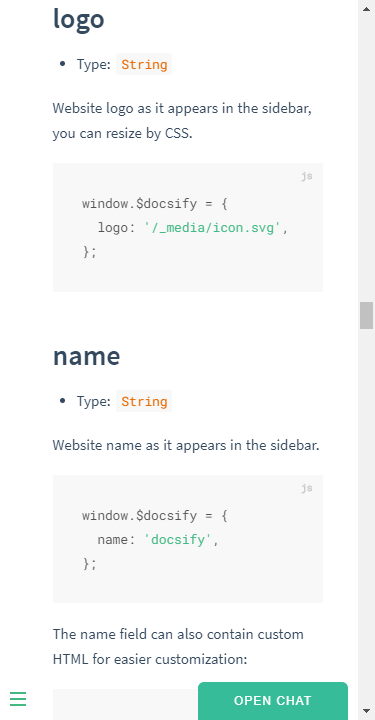 logo
• Type: String
Website logo as it appears in the sidebar,
you can resize by CSS.
js
window.$docsify = {
  logo: '/_media/icon.svg',
};
name
• Type: String
Website name as it appears in the sidebar.
js
window.$docsify = {
  name: 'docsify',
};
The name field can also contain custom
HTML for easier customization:
OPEN CHAT